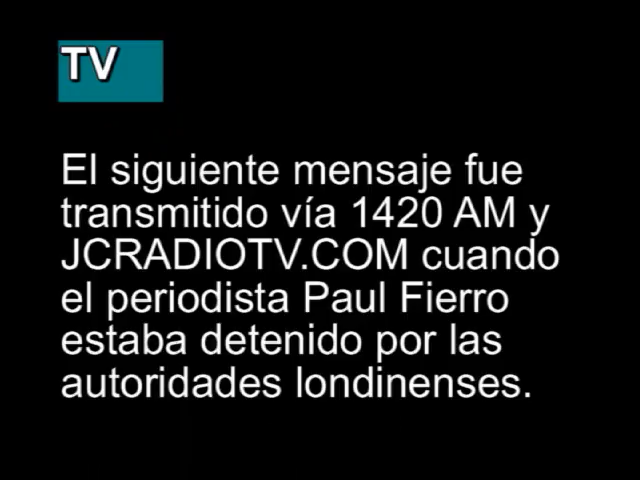 TV
El siguiente mensaje fue
transmitido vía 1420 AM y
JCRADIOTV.COM cuando
el periodista Paul Fierro
estaba detenido por las
autoridades londinenses.